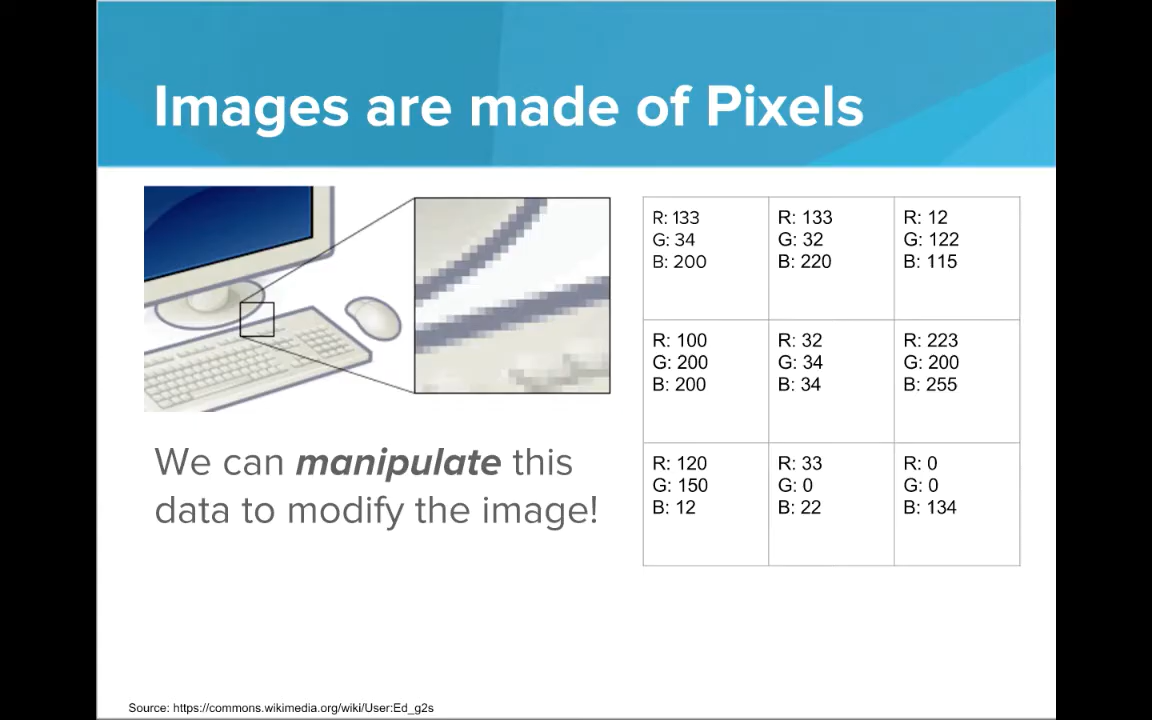 Images are made of Pixels
R: 133
G: 34
B: 200
R: 133
G: 32
B: 220
R: 12
G: 122
B: 115
R: 100
G: 200
B: 200
R: 32
G: 34
B: 34
R: 223
G: 200
B: 255
R: 120
G: 150
B: 12
R: 33
G: 0
B: 22
R: 0
G: 0
B: 134
We can manipulate this
data to modify the image!
Source: https://commons.wikimedia.org/wiki/User:Ed_g2s